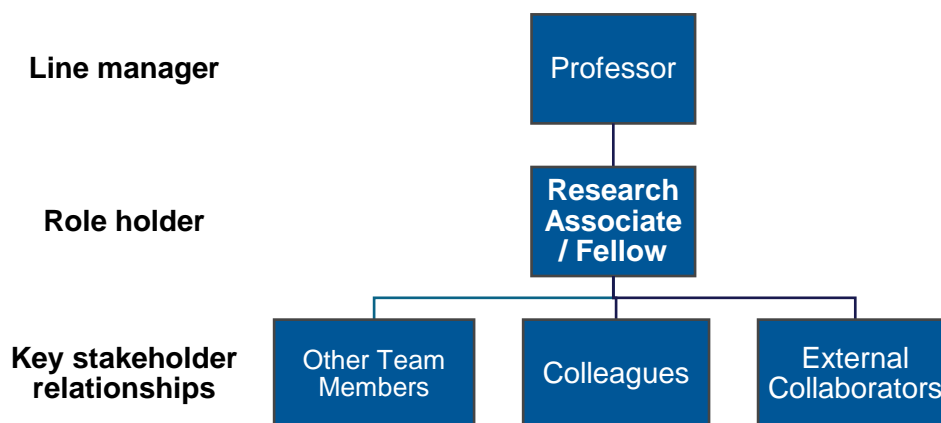 Line manager
Professor
Role holder
Research
Associate
/ Fellow
Key stakeholder
relationships
Other Team
Members
Colleagues
External
Collaborators